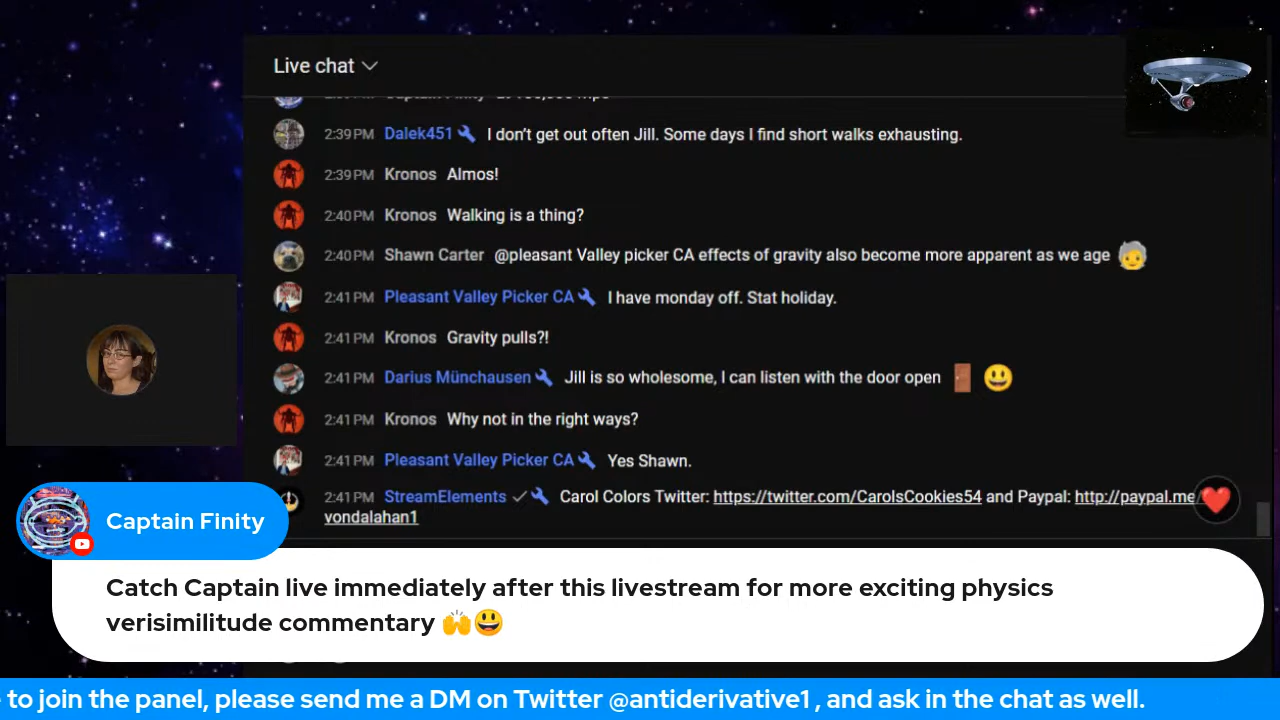 Live chat
2:39 PM Dalek451 I don't get out often Jill. Some days I find short walks exhausting.
2:39 PM Kronos Almos!
2:40 PM Kronos Walking is a thing?
2:40 PM Shawn Carter @pleasant Valley picker CA effects of gravity also become more apparent as we age 🧓
2:41 PM Pleasant Valley Picker CA I have monday off. Stat holiday.
2:41 PM Kronos Gravity pulls?!
2:41 PM Darius Münchausen Jill is so wholesome, I can listen with the door open 🚪 😃
2:41 PM Kronos Why not in the right ways?
2:41 PM Pleasant Valley Picker CA Yes Shawn.
2:41 PM StreamElements Carol Colors Twitter: https://twitter.com/CarolsCookies54 and Paypal: http://paypal.me/
vondalahan1
Captain Finity
Catch Captain live immediately after this livestream for more exciting physics
verisimilitude commentary 🙌😃
to join the panel, please send me a DM on Twitter @antiderivative1 , and ask in the chat as well.